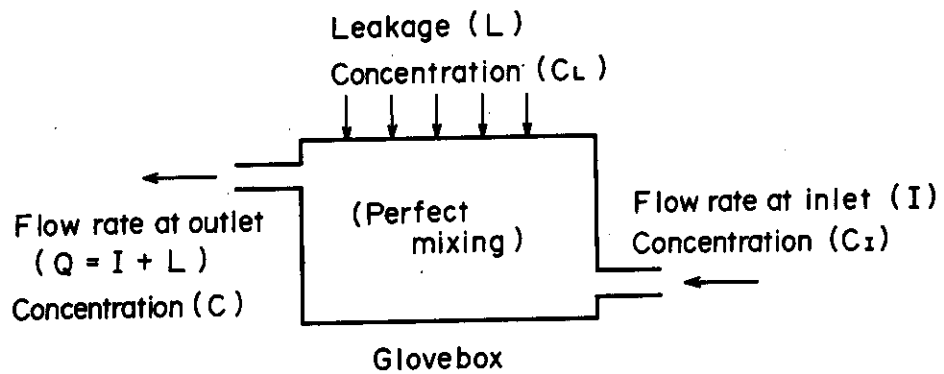 Leakage (L)
Concentration (CL)
Flow rate at outlet
(Q = I + L)
Concentration (C)
(Perfect
mixing)
Flow rate at inlet (I)
Concentration (CI)
Glovebox